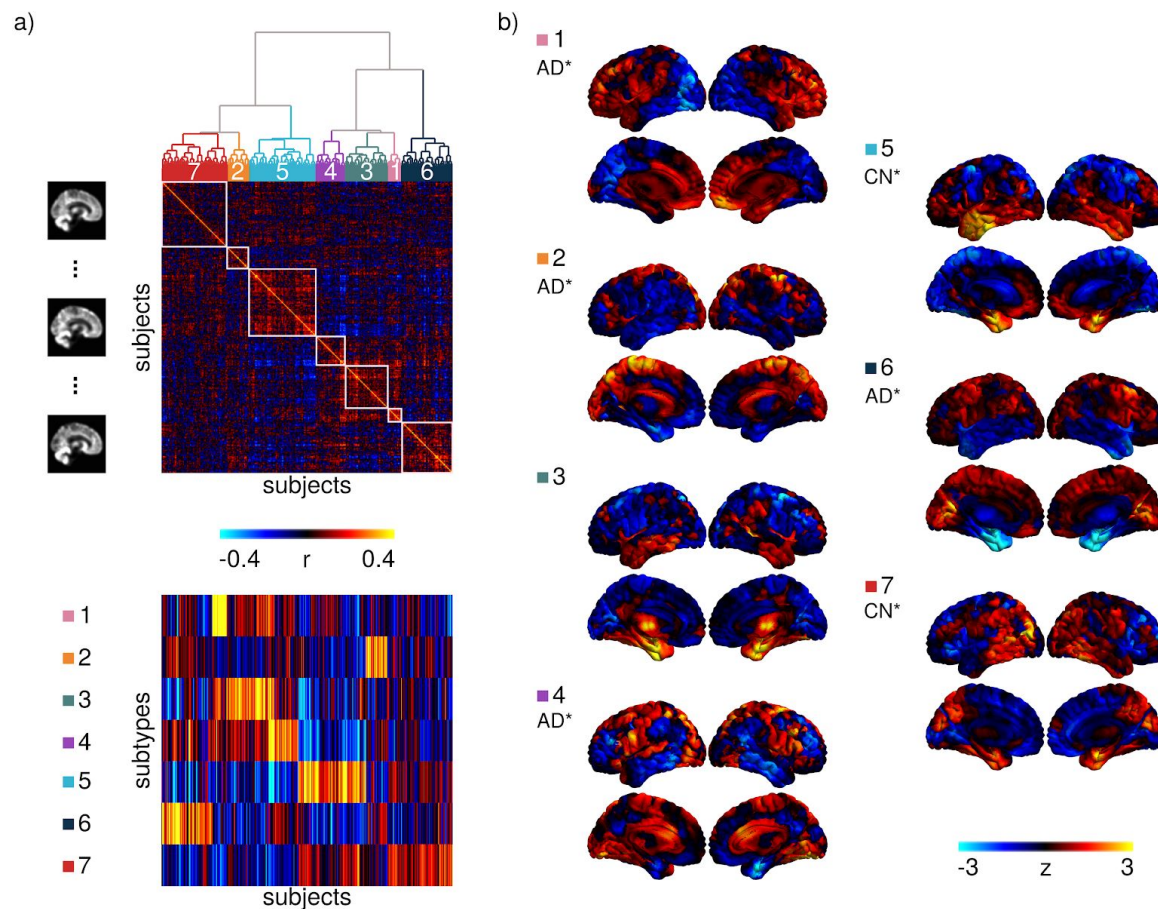 a)
7 2 5 4 3 1 6
⋮
⋮
subjects
subjects
-0.4 r 0.4
1
2
3
4
5
6
7
subtypes
subjects
b)
1
AD*
2
AD*
3
4
AD*
5
CN*
6
AD*
7
CN*
-3 z 3